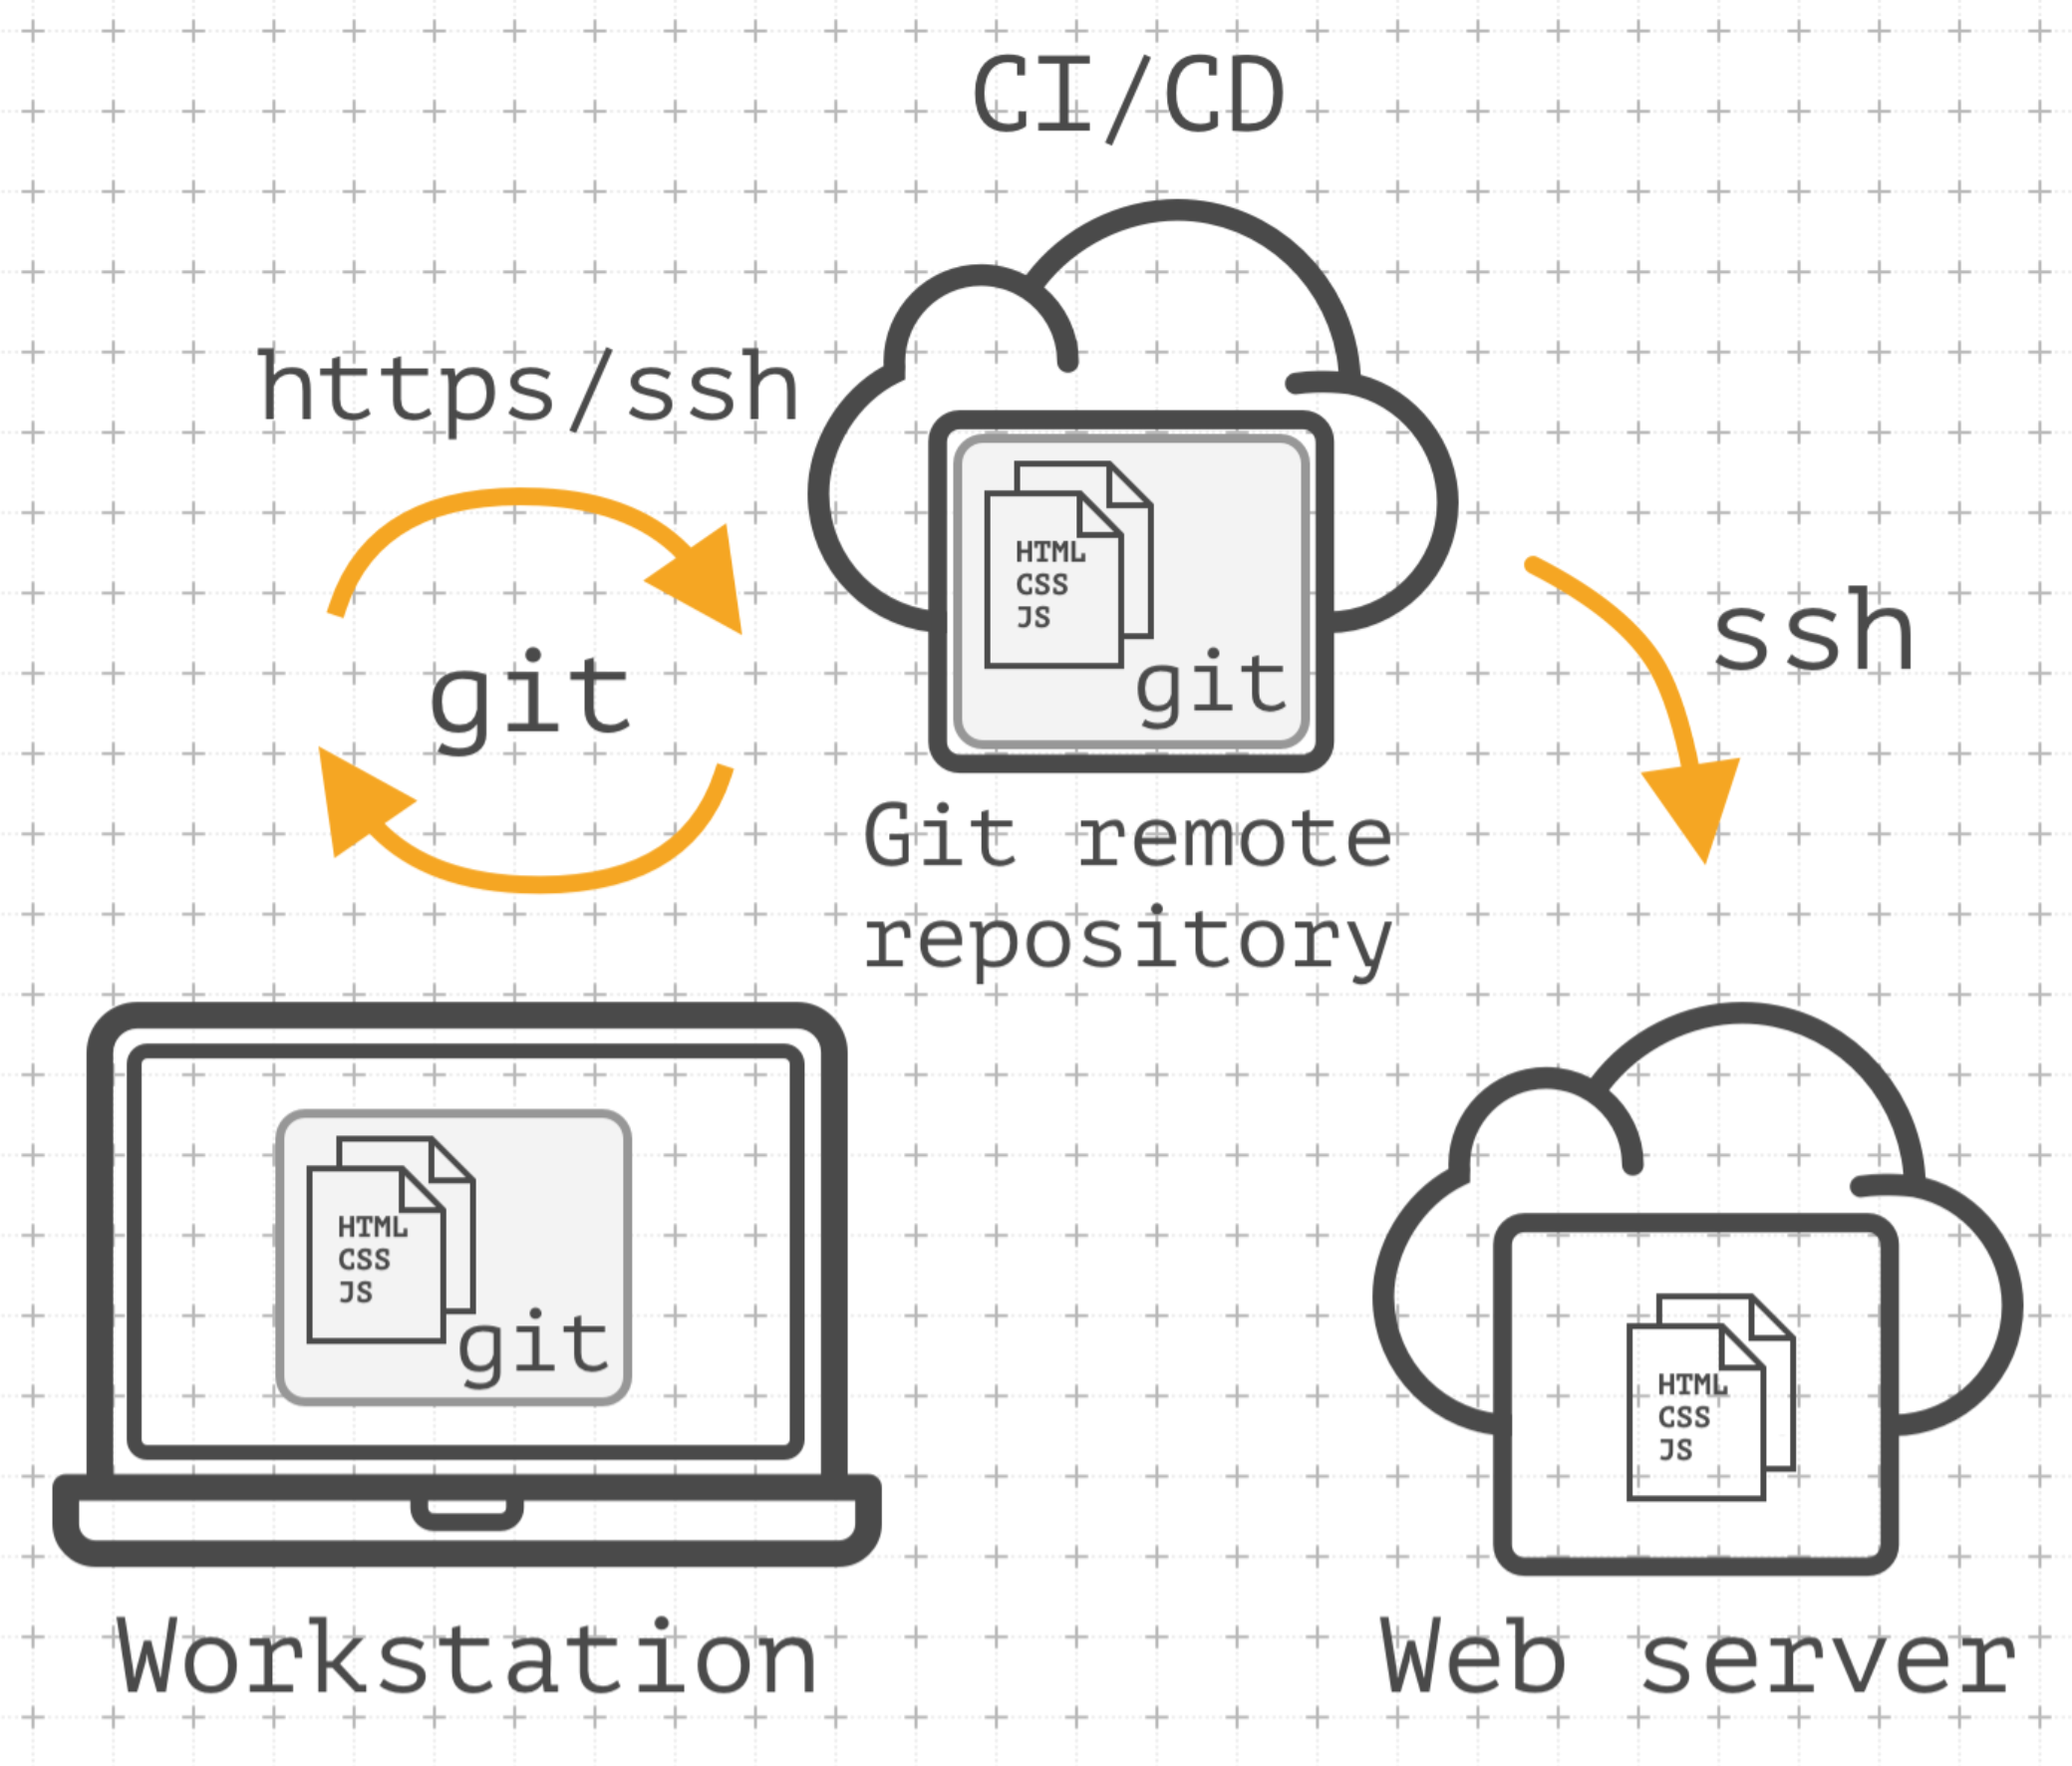 CI/CD
https/ssh
git
HTML
CSS
JS
git
ssh
Git remote
repository
HTML
CSS
JS
git
HTML
CSS
JS
Workstation
Web server